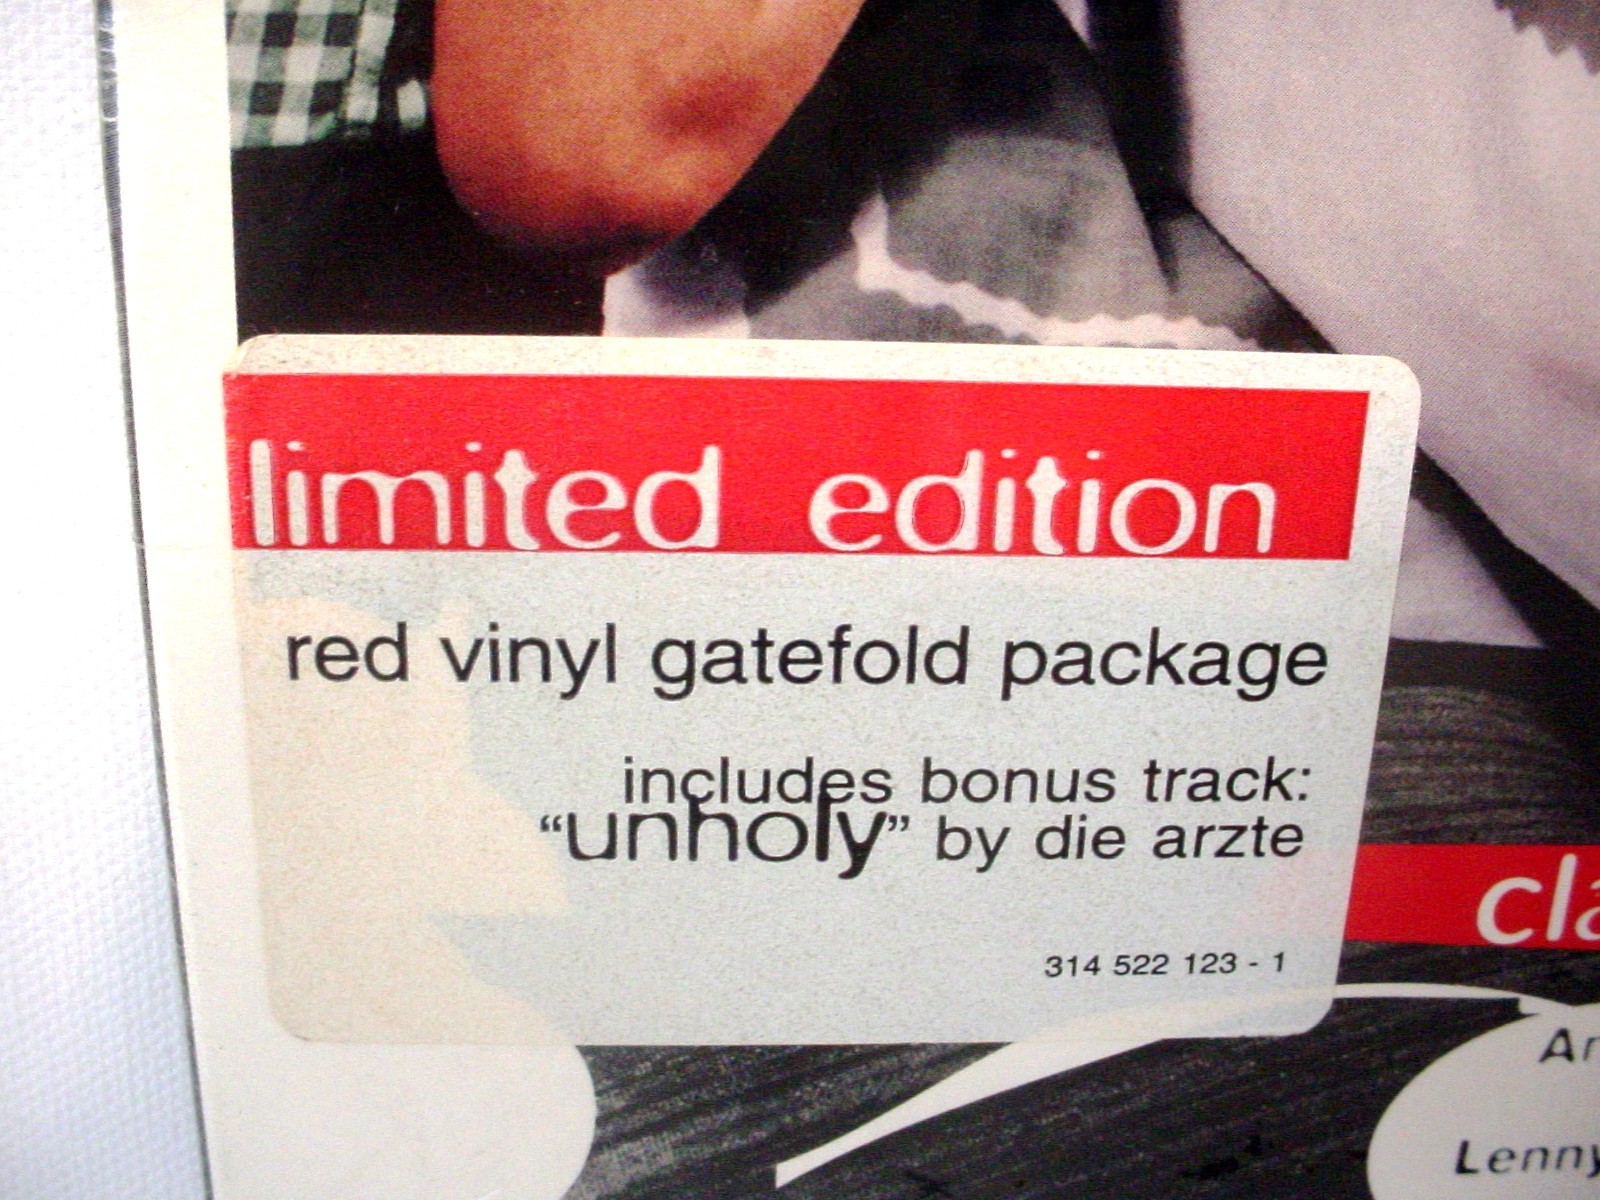 limited edition
red vinyl gatefold package
includes bonus track:
“unholy” by die arzte
314 522 123 - 1